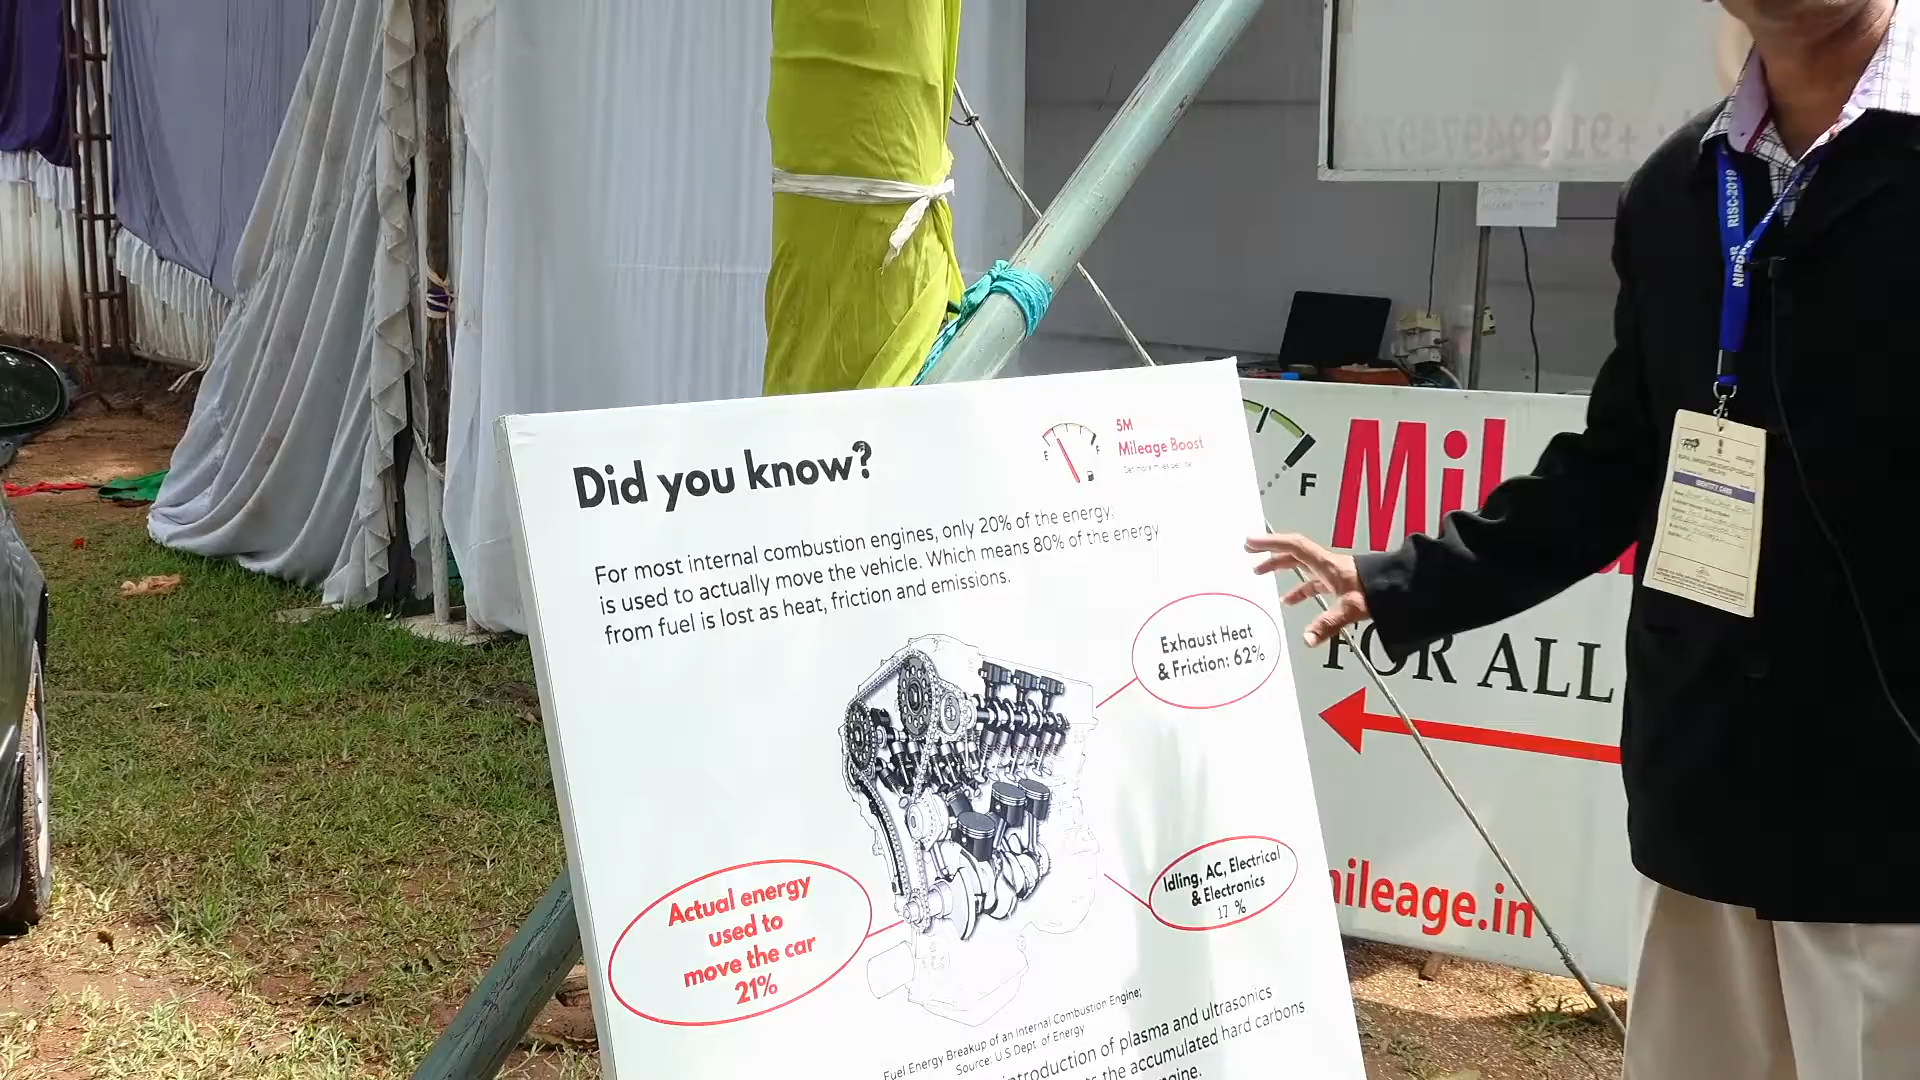 Did you know?
5M
Mileage Boost
For most internal combustion engines, only 20% of the energy
is used to actually move the vehicle. Which means 80% of the energy
from fuel is lost as heat, friction and emissions.
Exhaust Heat
& Friction: 62%
Idling, AC, Electrical
& Electronics
17 %
Actual energy
used to
move the car
21%
Fuel Energy Breakup of an Internal Combustion Engine;
Source: U.S Dept. of Energy
introduction of plasma and ultrasonics
the accumulated hard carbons
E
F
F
FOR ALL
mileage.in
RISC-2019
IDENTITY CARD